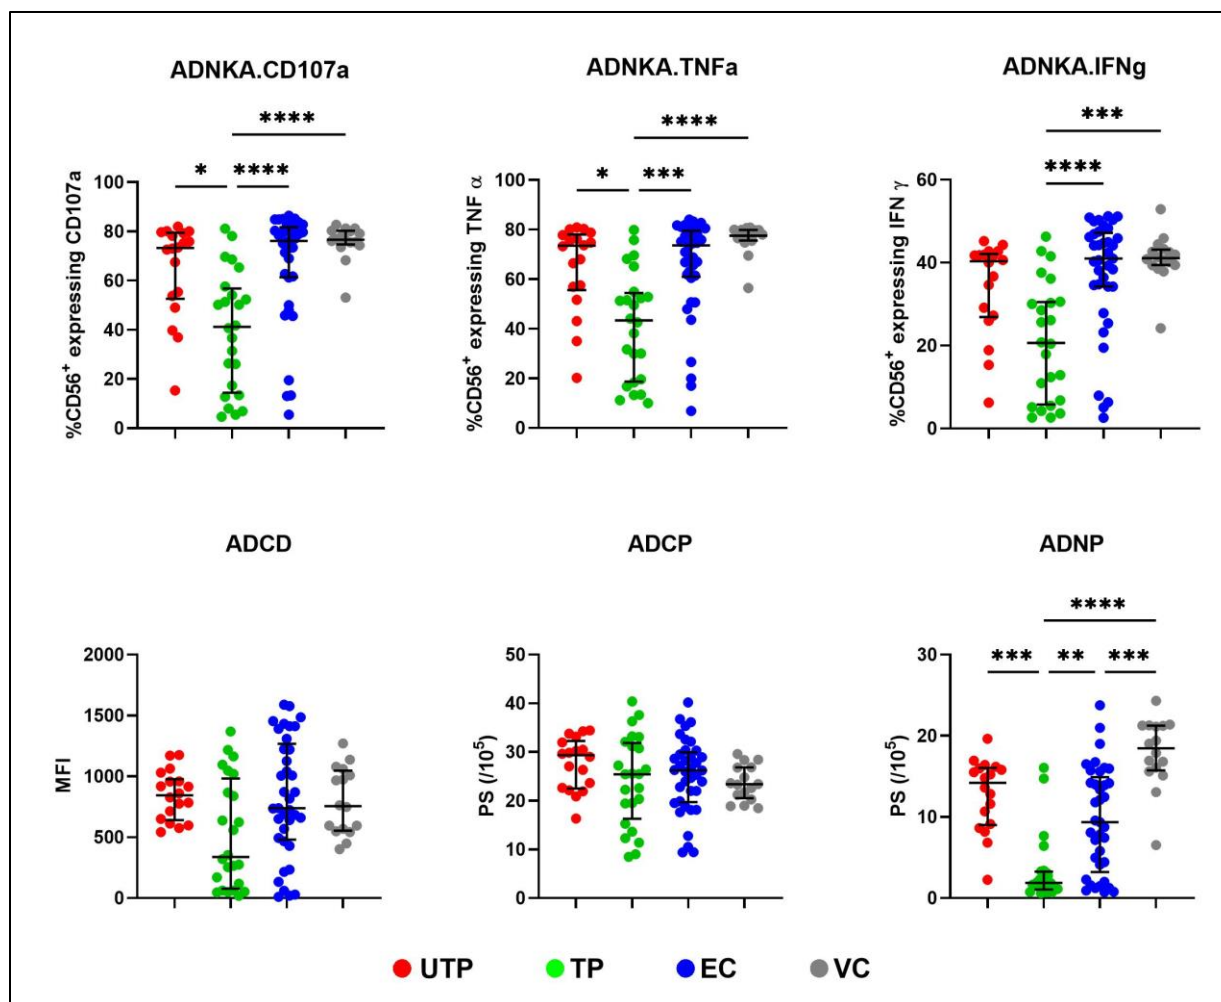 ADNKA.CD107a
ADNKA.TNFa
ADNKA.IFNg
****
****
***
* ****
* ***
****
%CD56+ expressing CD107a
100
80
60
40
20
0
%CD56+ expressing TNF α
100
80
60
40
20
0
%CD56+ expressing IFN γ
60
40
20
0
ADCD
ADCP
ADNP
****
*** ** ***
MFI
2000
1500
1000
500
0
PS (/10⁵)
50
40
30
20
10
0
PS (/10⁵)
30
20
10
0
UTP TP EC VC